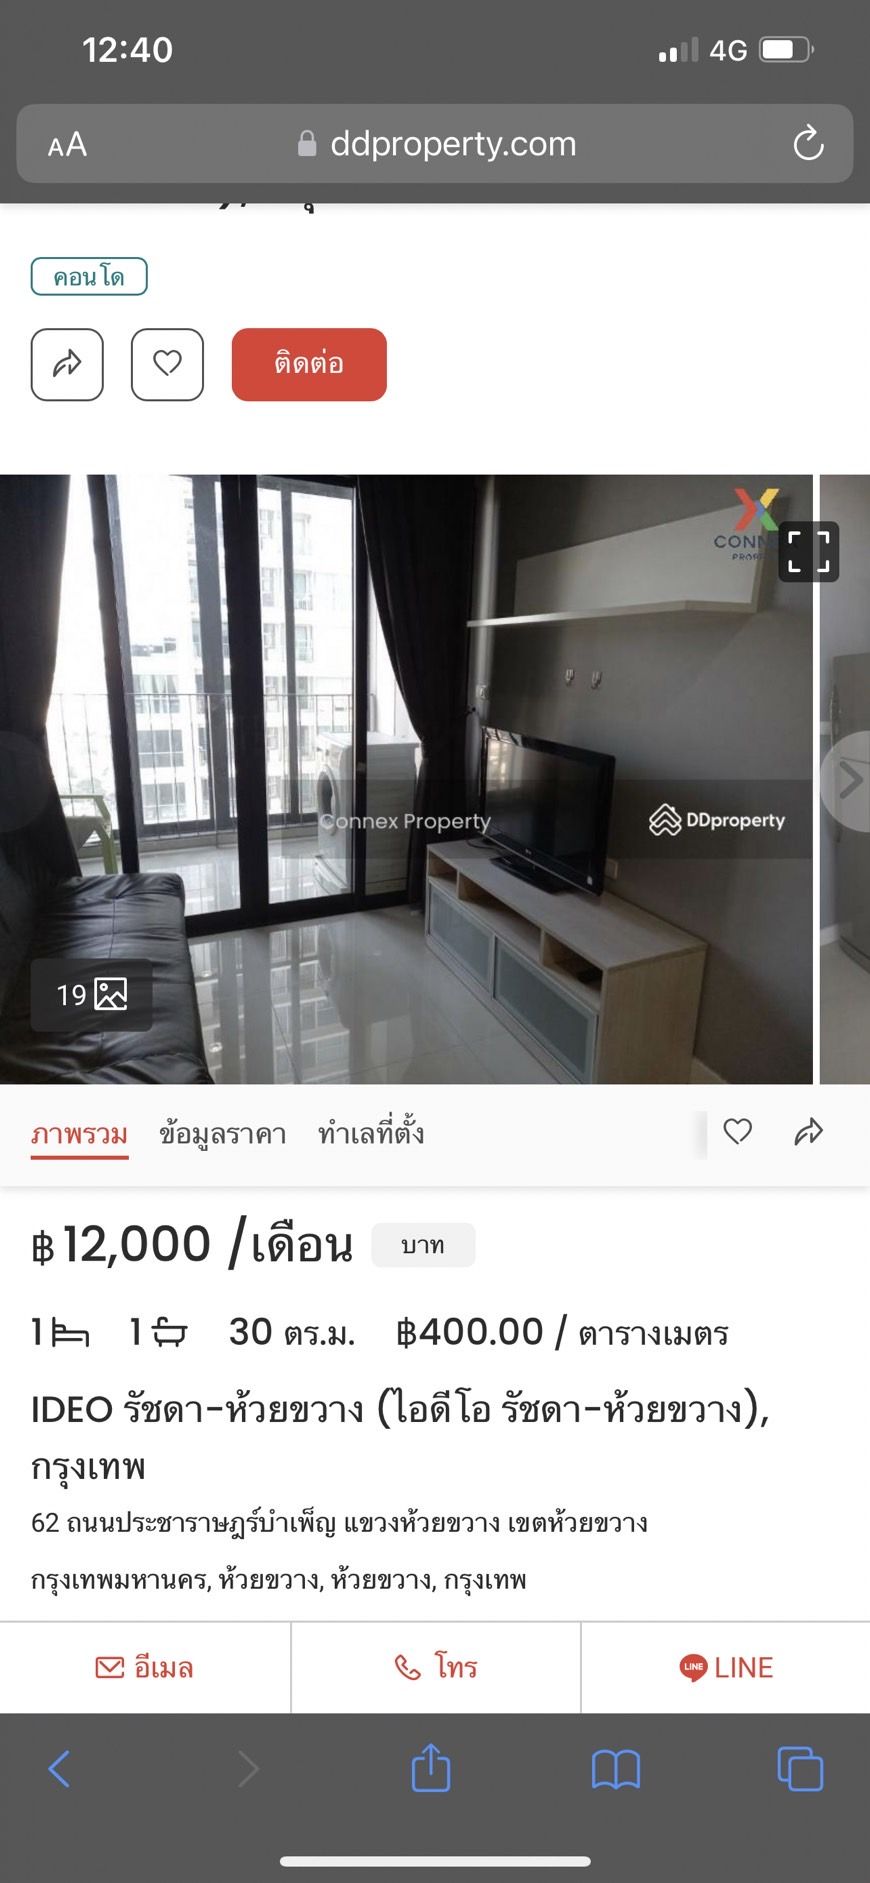 12:40
4G
AA
ddproperty.com
คอนโด
ติดต่อ
CONN
PROP
Connex Property
DDproperty
19
ภาพรวม ข้อมูลราคา ทำเลที่ตั้ง
฿12,000 /เดือน บาท
1 1 30 ตร.ม. ฿400.00 / ตารางเมตร
IDEO รัชดา-ห้วยขวาง (ไอดีโอ รัชดา-ห้วยขวาง),
กรุงเทพ
62 ถนนประชาราษฎร์บำเพ็ญ แขวงห้วยขวาง เขตห้วยขวาง
กรุงเทพมหานคร, ห้วยขวาง, ห้วยขวาง, กรุงเทพ
อีเมล โทร LINE LINE